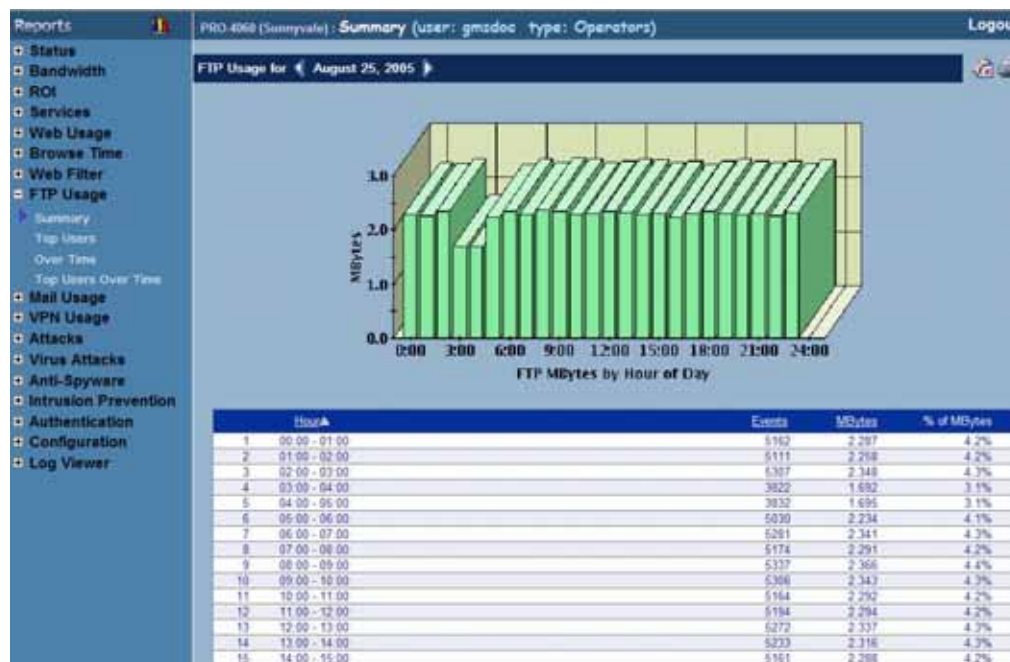 Reports
PRO 4060 (Sunnyvale) : Summary (user: gmsdoc type: Operators)
Logou
+ Status
+ Bandwidth
+ ROI
+ Services
+ Web Usage
+ Browse Time
+ Web Filter
- FTP Usage
Summary
Top Users
Over Time
Top Users Over Time
+ Mail Usage
+ VPN Usage
+ Attacks
+ Virus Attacks
+ Anti-Spyware
+ Intrusion Prevention
+ Authentication
+ Configuration
+ Log Viewer
FTP Usage for August 25, 2005
3.0
2.0
1.0
0.0
MBytes
0:00 3:00 6:00 9:00 12:00 15:00 18:00 21:00 24:00
FTP MBytes by Hour of Day
Hour Events MBytes % of MBytes
1 00:00 - 01:00 5162 2.287 4.2%
2 01:00 - 02:00 5111 2.258 4.2%
3 02:00 - 03:00 5307 2.348 4.3%
4 03:00 - 04:00 3822 1.692 3.1%
5 04:00 - 05:00 3832 1.695 3.1%
6 05:00 - 06:00 5030 2.234 4.1%
7 06:00 - 07:00 5281 2.341 4.3%
8 07:00 - 08:00 5174 2.291 4.2%
9 08:00 - 09:00 5337 2.366 4.4%
10 09:00 - 10:00 5306 2.343 4.3%
11 10:00 - 11:00 5164 2.292 4.2%
12 11:00 - 12:00 5194 2.294 4.2%
13 12:00 - 13:00 5272 2.337 4.3%
14 13:00 - 14:00 5233 2.316 4.3%
15 14:00 - 15:00 5161 2.288 4.2%